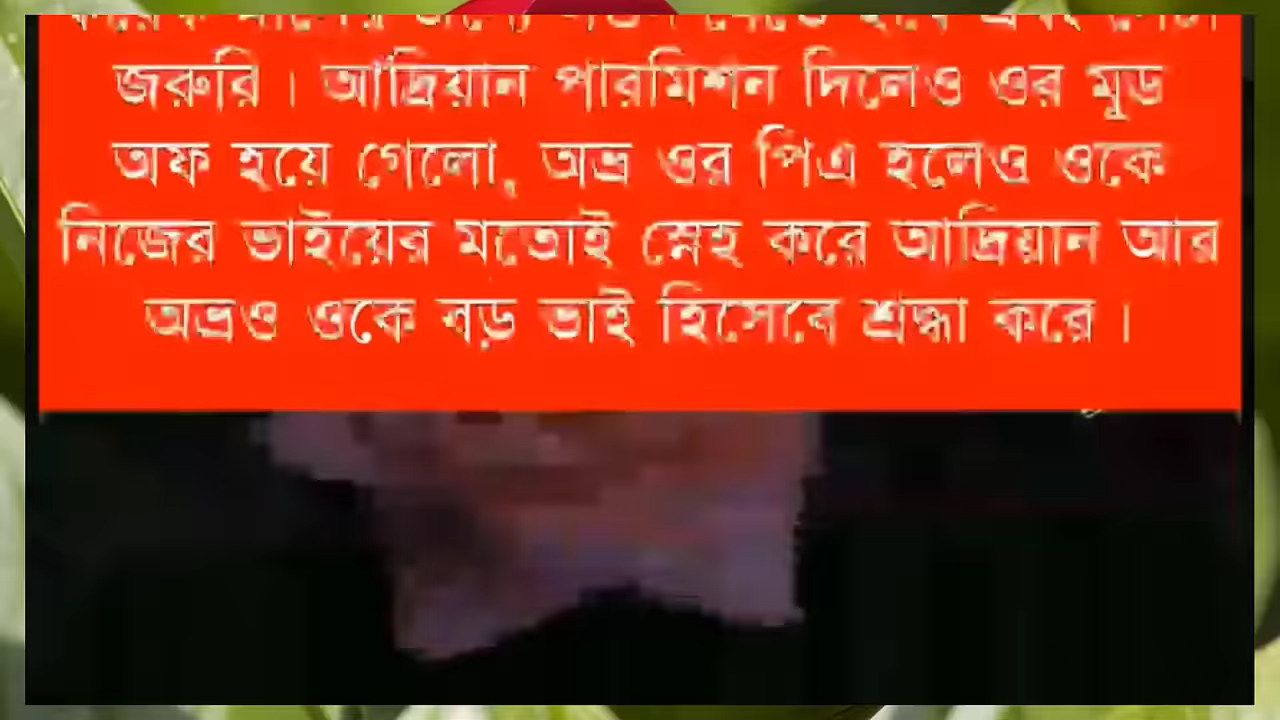 জরুরি। আদ্রিয়ান পারমিশন দিলেও ওর মুড
অফ হয়ে গেলো, অভ্র ওর পিএ হলেও ওকে
নিজের ভাইয়ের মতোই স্নেহ করে আদ্রিয়ান আর
অভ্রও ওকে বড় ভাই হিসেবে শ্রদ্ধা করে।